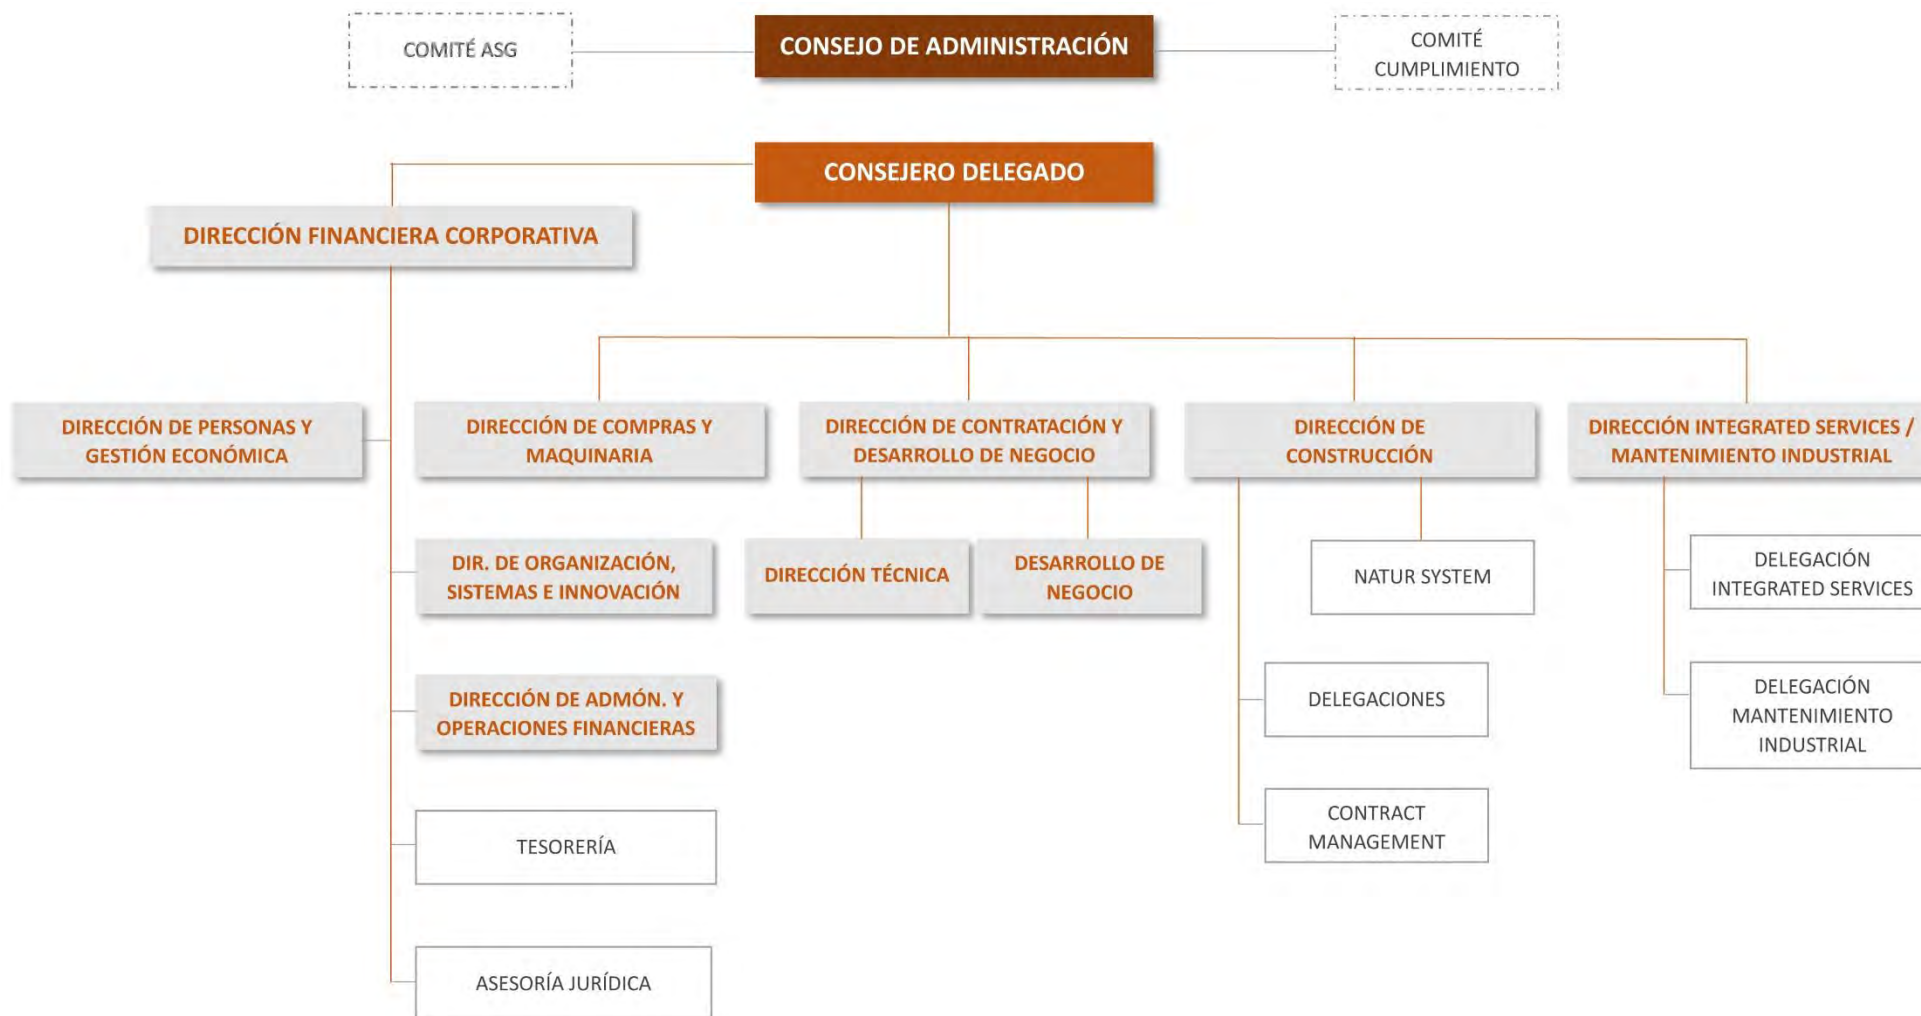 COMITÉ ASG
CONSEJO DE ADMINISTRACIÓN
COMITÉ
CUMPLIMIENTO
CONSEJERO DELEGADO
DIRECCIÓN FINANCIERA CORPORATIVA
DIRECCIÓN DE PERSONAS Y
GESTIÓN ECONÓMICA
DIRECCIÓN DE COMPRAS Y
MAQUINARIA
DIRECCIÓN DE CONTRATACIÓN Y
DESARROLLO DE NEGOCIO
DIRECCIÓN DE
CONSTRUCCIÓN
DIRECCIÓN INTEGRATED SERVICES /
MANTENIMIENTO INDUSTRIAL
DIR. DE ORGANIZACIÓN,
SISTEMAS E INNOVACIÓN
DIRECCIÓN TÉCNICA
DESARROLLO DE
NEGOCIO
NATUR SYSTEM
DELEGACIÓN
INTEGRATED SERVICES
DIRECCIÓN DE ADMÓN. Y
OPERACIONES FINANCIERAS
DELEGACIONES
DELEGACIÓN
MANTENIMIENTO
INDUSTRIAL
TESORERÍA
CONTRACT
MANAGEMENT
ASESORÍA JURÍDICA